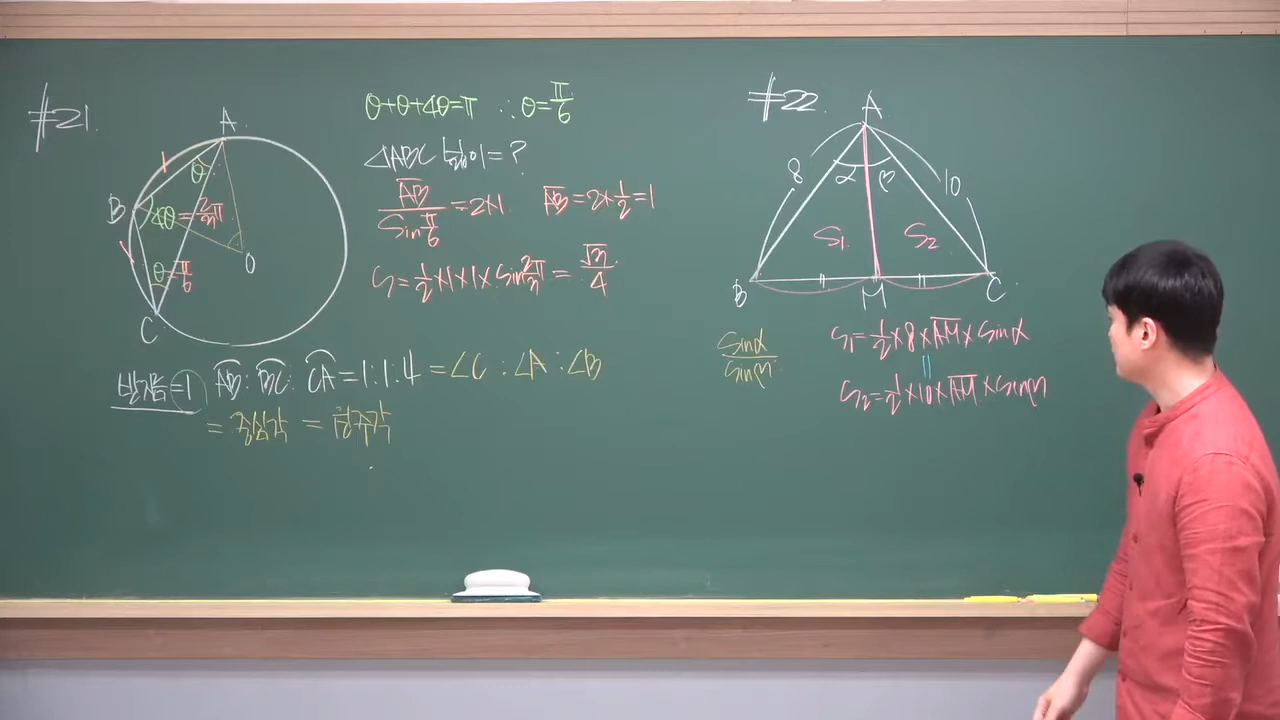 #21.
A
θ
B
4θ=2/3π
O
θ=π/6
C
1
1
θ+θ+4θ=π ∴θ=π/6
△ABC 넓이=?
AB/sin π/6=2×1 AB=2×1/2=1
S=1/2×1×1×sin 2/3π=√3/4
반지름=1 AB:BC:CA=1:1:4=∠C:∠A:∠B
=중심각=원주각
#22.
A
8
α
β
10
S₁
S₂
B
M
C
sinα/sinβ
S₁=1/2×8×AM×sinα
=
S₂=1/2×10×AM×sinβ